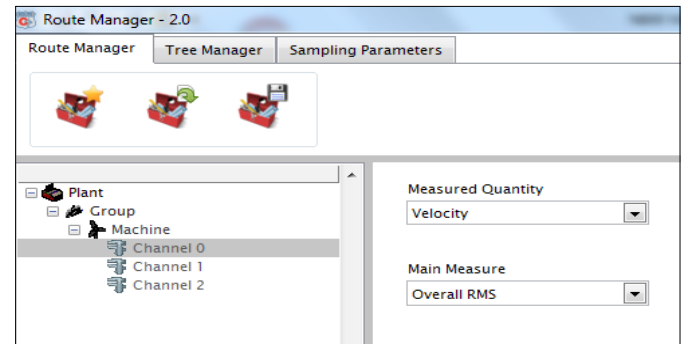 Route Manager - 2.0
Route Manager Tree Manager Sampling Parameters
Plant
Group
Machine
Channel 0
Channel 1
Channel 2
Measured Quantity
Velocity
Main Measure
Overall RMS